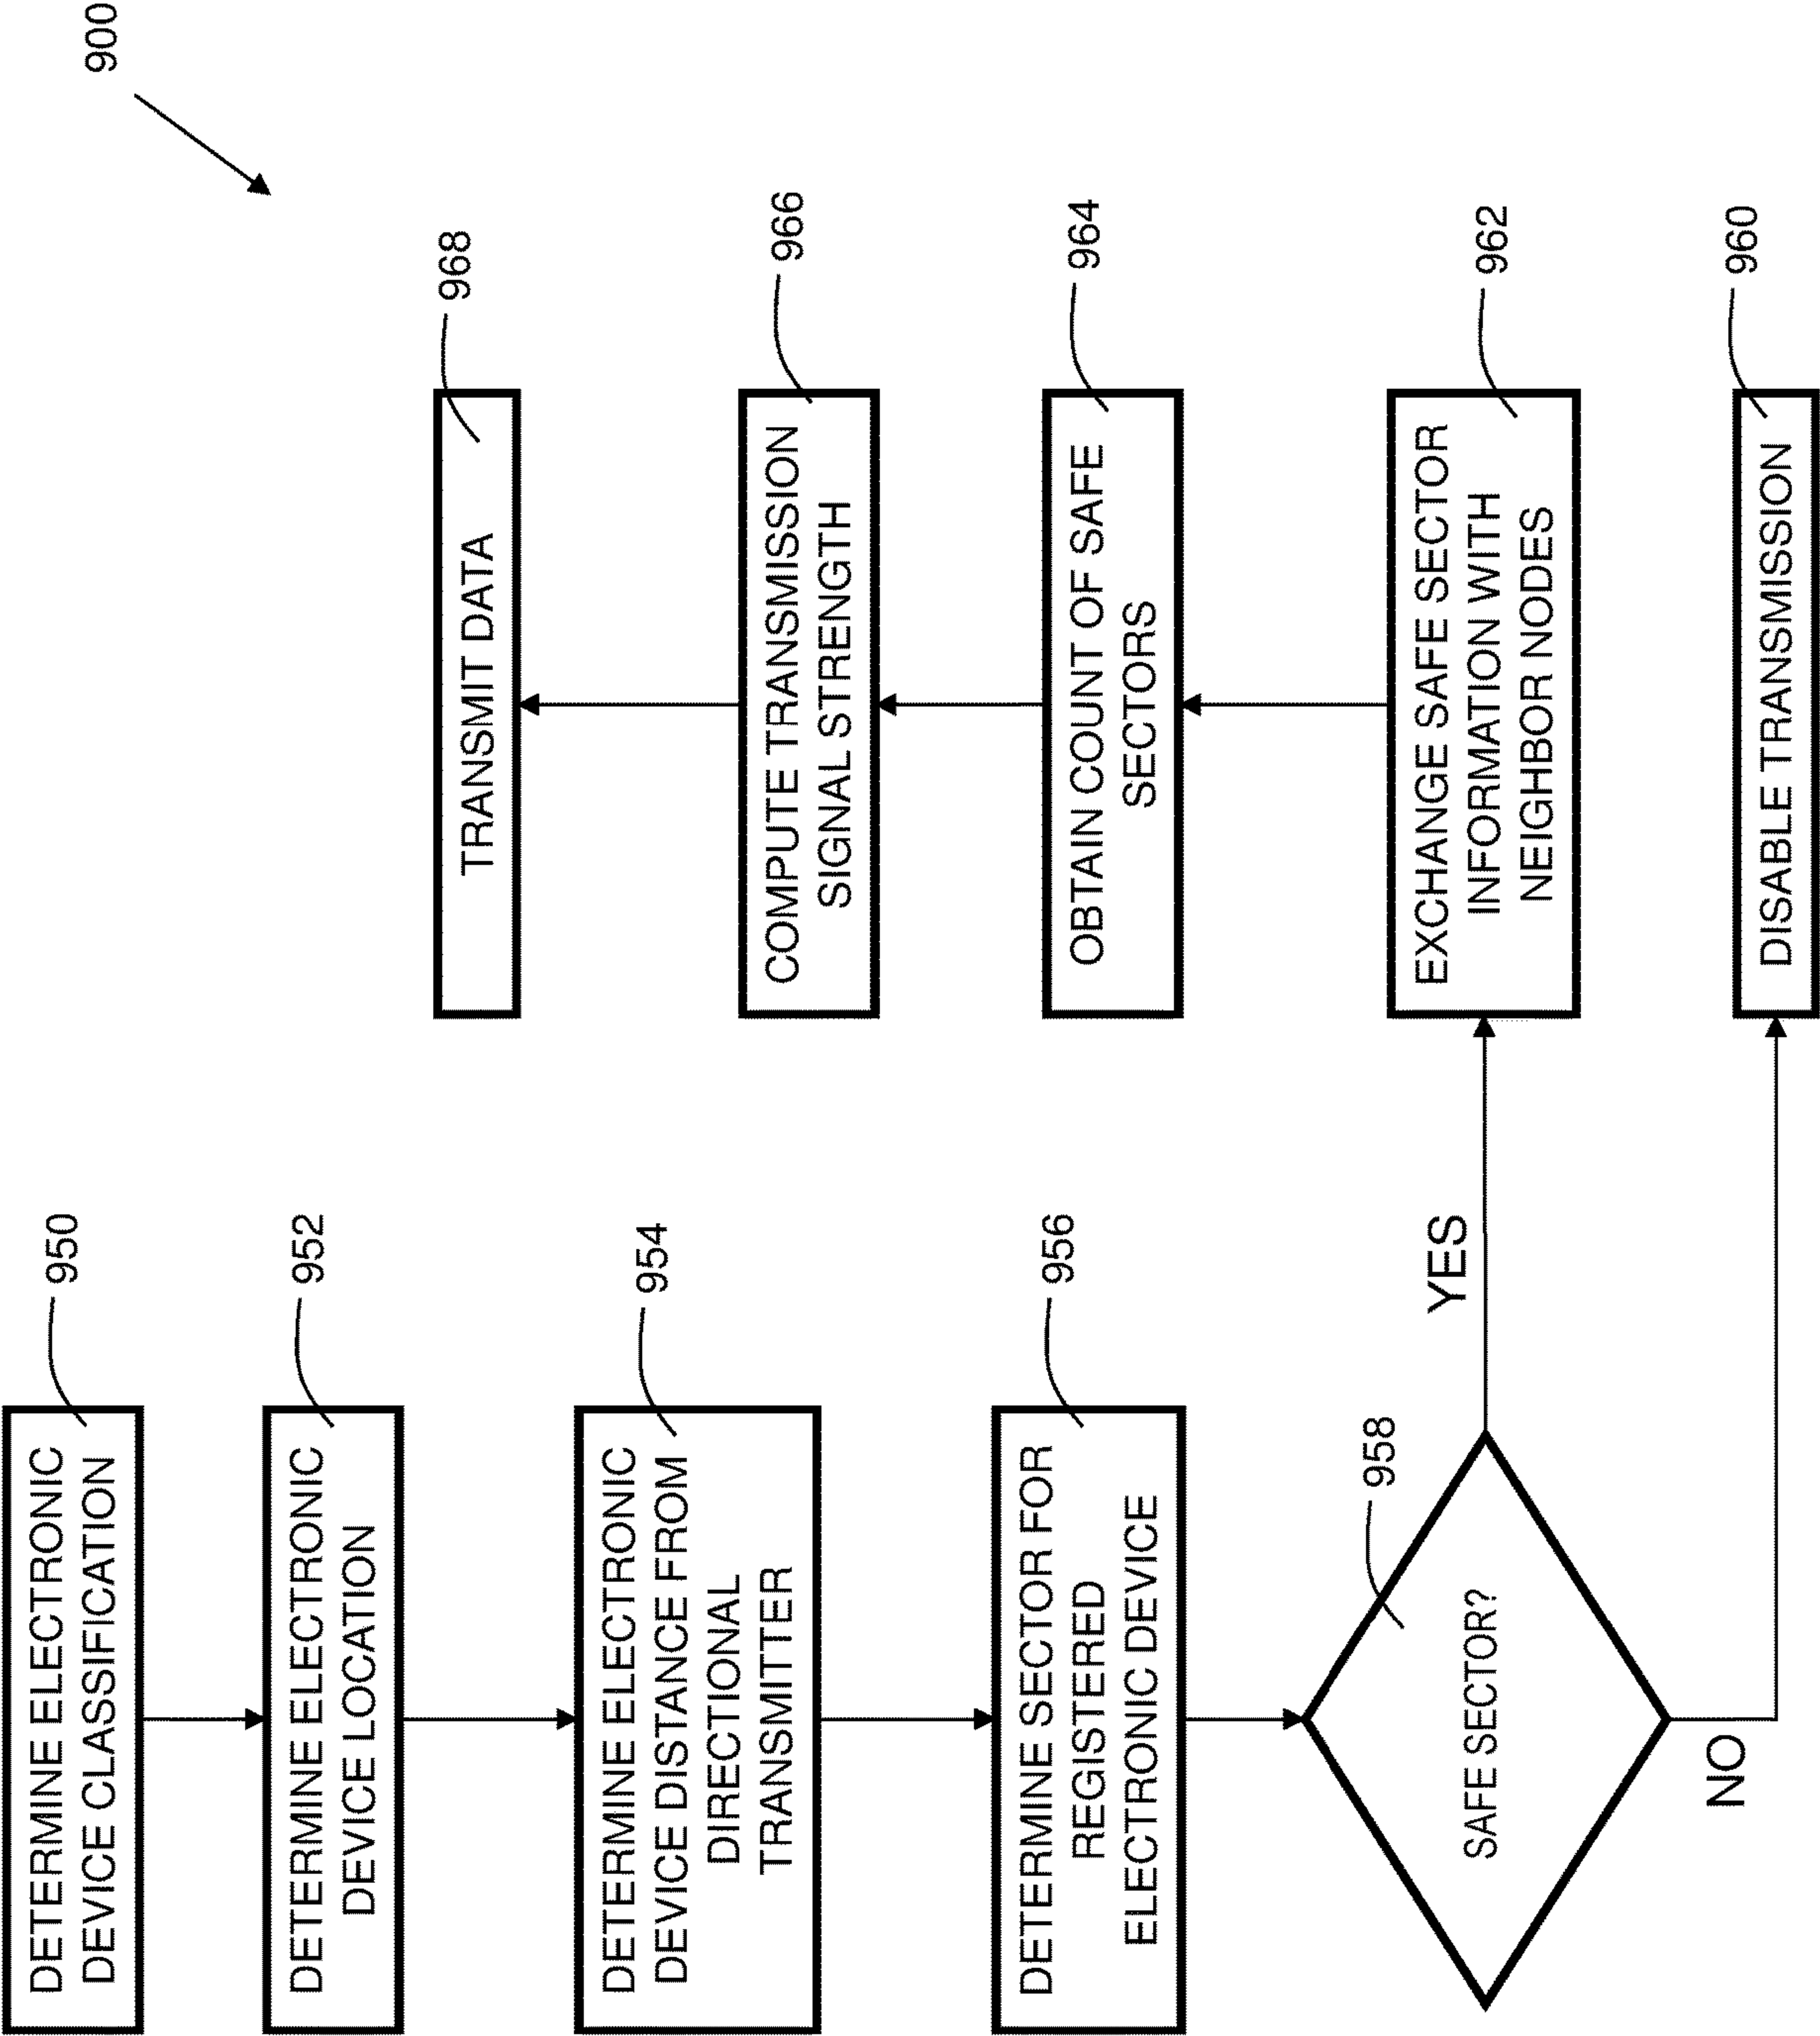 900
950
DETERMINE ELECTRONIC
DEVICE CLASSIFICATION
952
DETERMINE ELECTRONIC
DEVICE LOCATION
954
DETERMINE ELECTRONIC
DEVICE DISTANCE FROM
DIRECTIONAL
TRANSMITTER
956
DETERMINE SECTOR FOR
REGISTERED
ELECTRONIC DEVICE
958
SAFE SECTOR?
YES
NO
968
TRANSMIT DATA
966
COMPUTE TRANSMISSION
SIGNAL STRENGTH
964
OBTAIN COUNT OF SAFE
SECTORS
962
EXCHANGE SAFE SECTOR
INFORMATION WITH
NEIGHBOR NODES
960
DISABLE TRANSMISSION